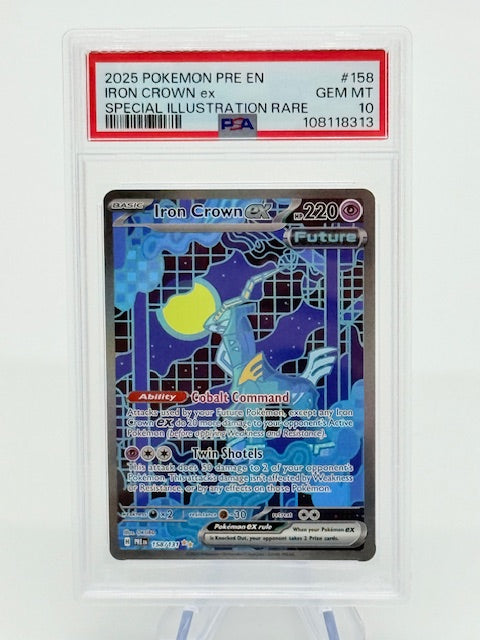 2025 POKEMON PRE EN #158
IRON CROWN ex GEM MT
SPECIAL ILLUSTRATION RARE 10
PSA 108118313
BASIC Iron Crown ex HP 220
Future
Ability Cobalt Command
Attacks used by your Future Pokémon, except any Iron
Crown ex, do 20 more damage to your opponent's Active
Pokémon (before applying Weakness and Resistance).
Twin Shotels
This attack does 50 damage to 2 of your opponent's
Pokémon. This attack's damage isn't affected by Weakness
or Resistance, or by any effects on those Pokémon.
weakness ×2 resistance -30 retreat
Pokémon ex rule
When your Pokémon ex
is Knocked Out, your opponent takes 2 Prize cards.
H PRE EN 158/131